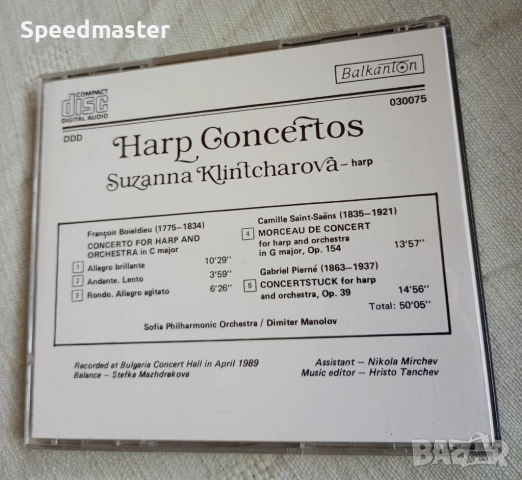 Speedmaster
COMPACT
disc
DIGITAL AUDIO
Balkanton
DDD
030075
Harp Concertos
Suzanna Klintcharova – harp
François Boieldieu (1775–1834)
CONCERTO FOR HARP AND
ORCHESTRA in C major
1 Allegro brillante 10'29''
2 Andante. Lento 3'59''
3 Rondo. Allegro agitato 6'26''
Camille Saint-Saëns (1835–1921)
4 MORCEAU DE CONCERT
for harp and orchestra
in G major, Op. 154 13'57''
Gabriel Pierné (1863–1937)
5 CONCERTSTUCK for harp
and orchestra, Op. 39 14'56''
Total: 50'05''
Sofia Philharmonic Orchestra / Dimiter Manolov
Recorded at Bulgaria Concert Hall in April 1989
Balance – Stefka Mazhdrakova
Assistant – Nikola Mirchev
Music editor – Hristo Tanchev
BAZAR